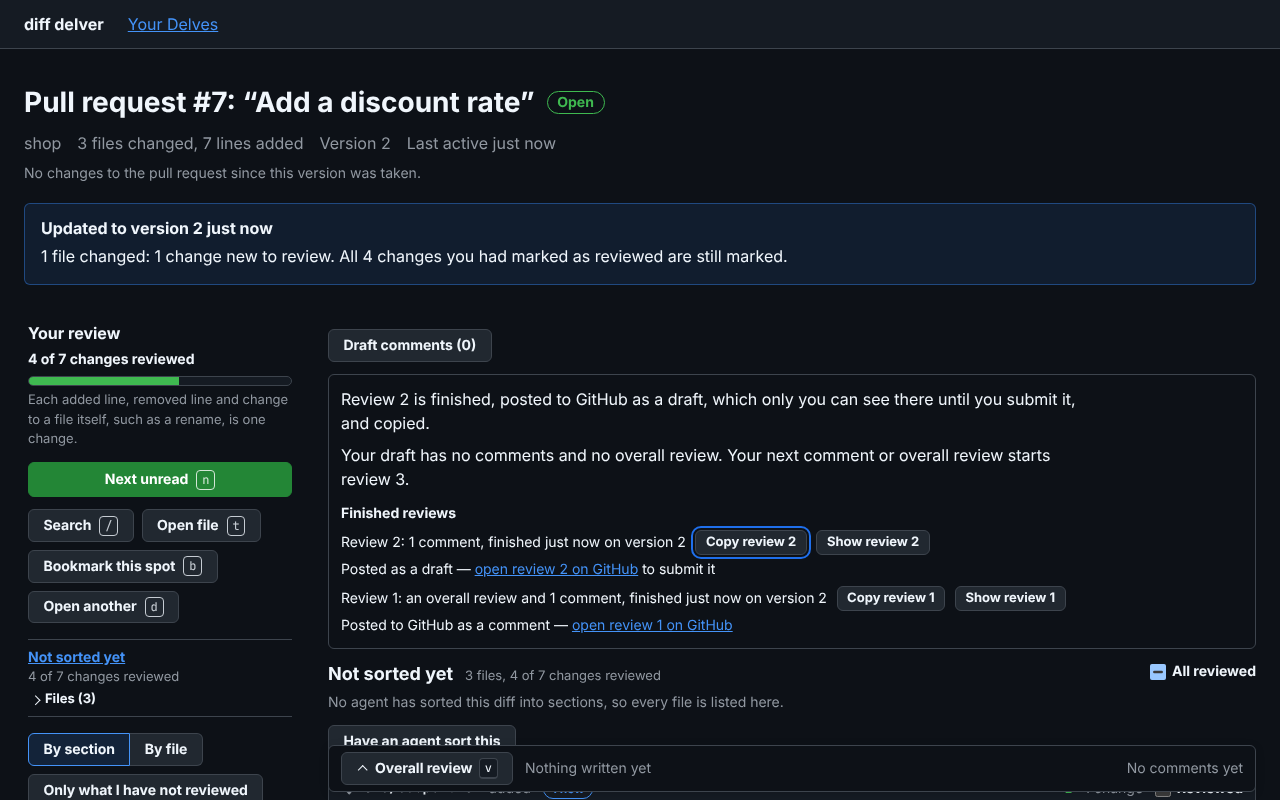 diff delver Your Delves
Pull request #7: “Add a discount rate” Open
shop 3 files changed, 7 lines added Version 2 Last active just now
No changes to the pull request since this version was taken.
Updated to version 2 just now
1 file changed: 1 change new to review. All 4 changes you had marked as reviewed are still marked.
Your review
4 of 7 changes reviewed
Each added line, removed line and change
to a file itself, such as a rename, is one
change.
Next unread n
Search / Open file t
Bookmark this spot b
Open another d
Not sorted yet
4 of 7 changes reviewed
Files (3)
By section By file
Only what I have not reviewed
Draft comments (0)
Review 2 is finished, posted to GitHub as a draft, which only you can see there until you submit it,
and copied.
Your draft has no comments and no overall review. Your next comment or overall review starts
review 3.
Finished reviews
Review 2: 1 comment, finished just now on version 2 Copy review 2 Show review 2
Posted as a draft — open review 2 on GitHub to submit it
Review 1: an overall review and 1 comment, finished just now on version 2 Copy review 1 Show review 1
Posted to GitHub as a comment — open review 1 on GitHub
Not sorted yet 3 files, 4 of 7 changes reviewed All reviewed
No agent has sorted this diff into sections, so every file is listed here.
Have an agent sort this
Overall review v Nothing written yet No comments yet